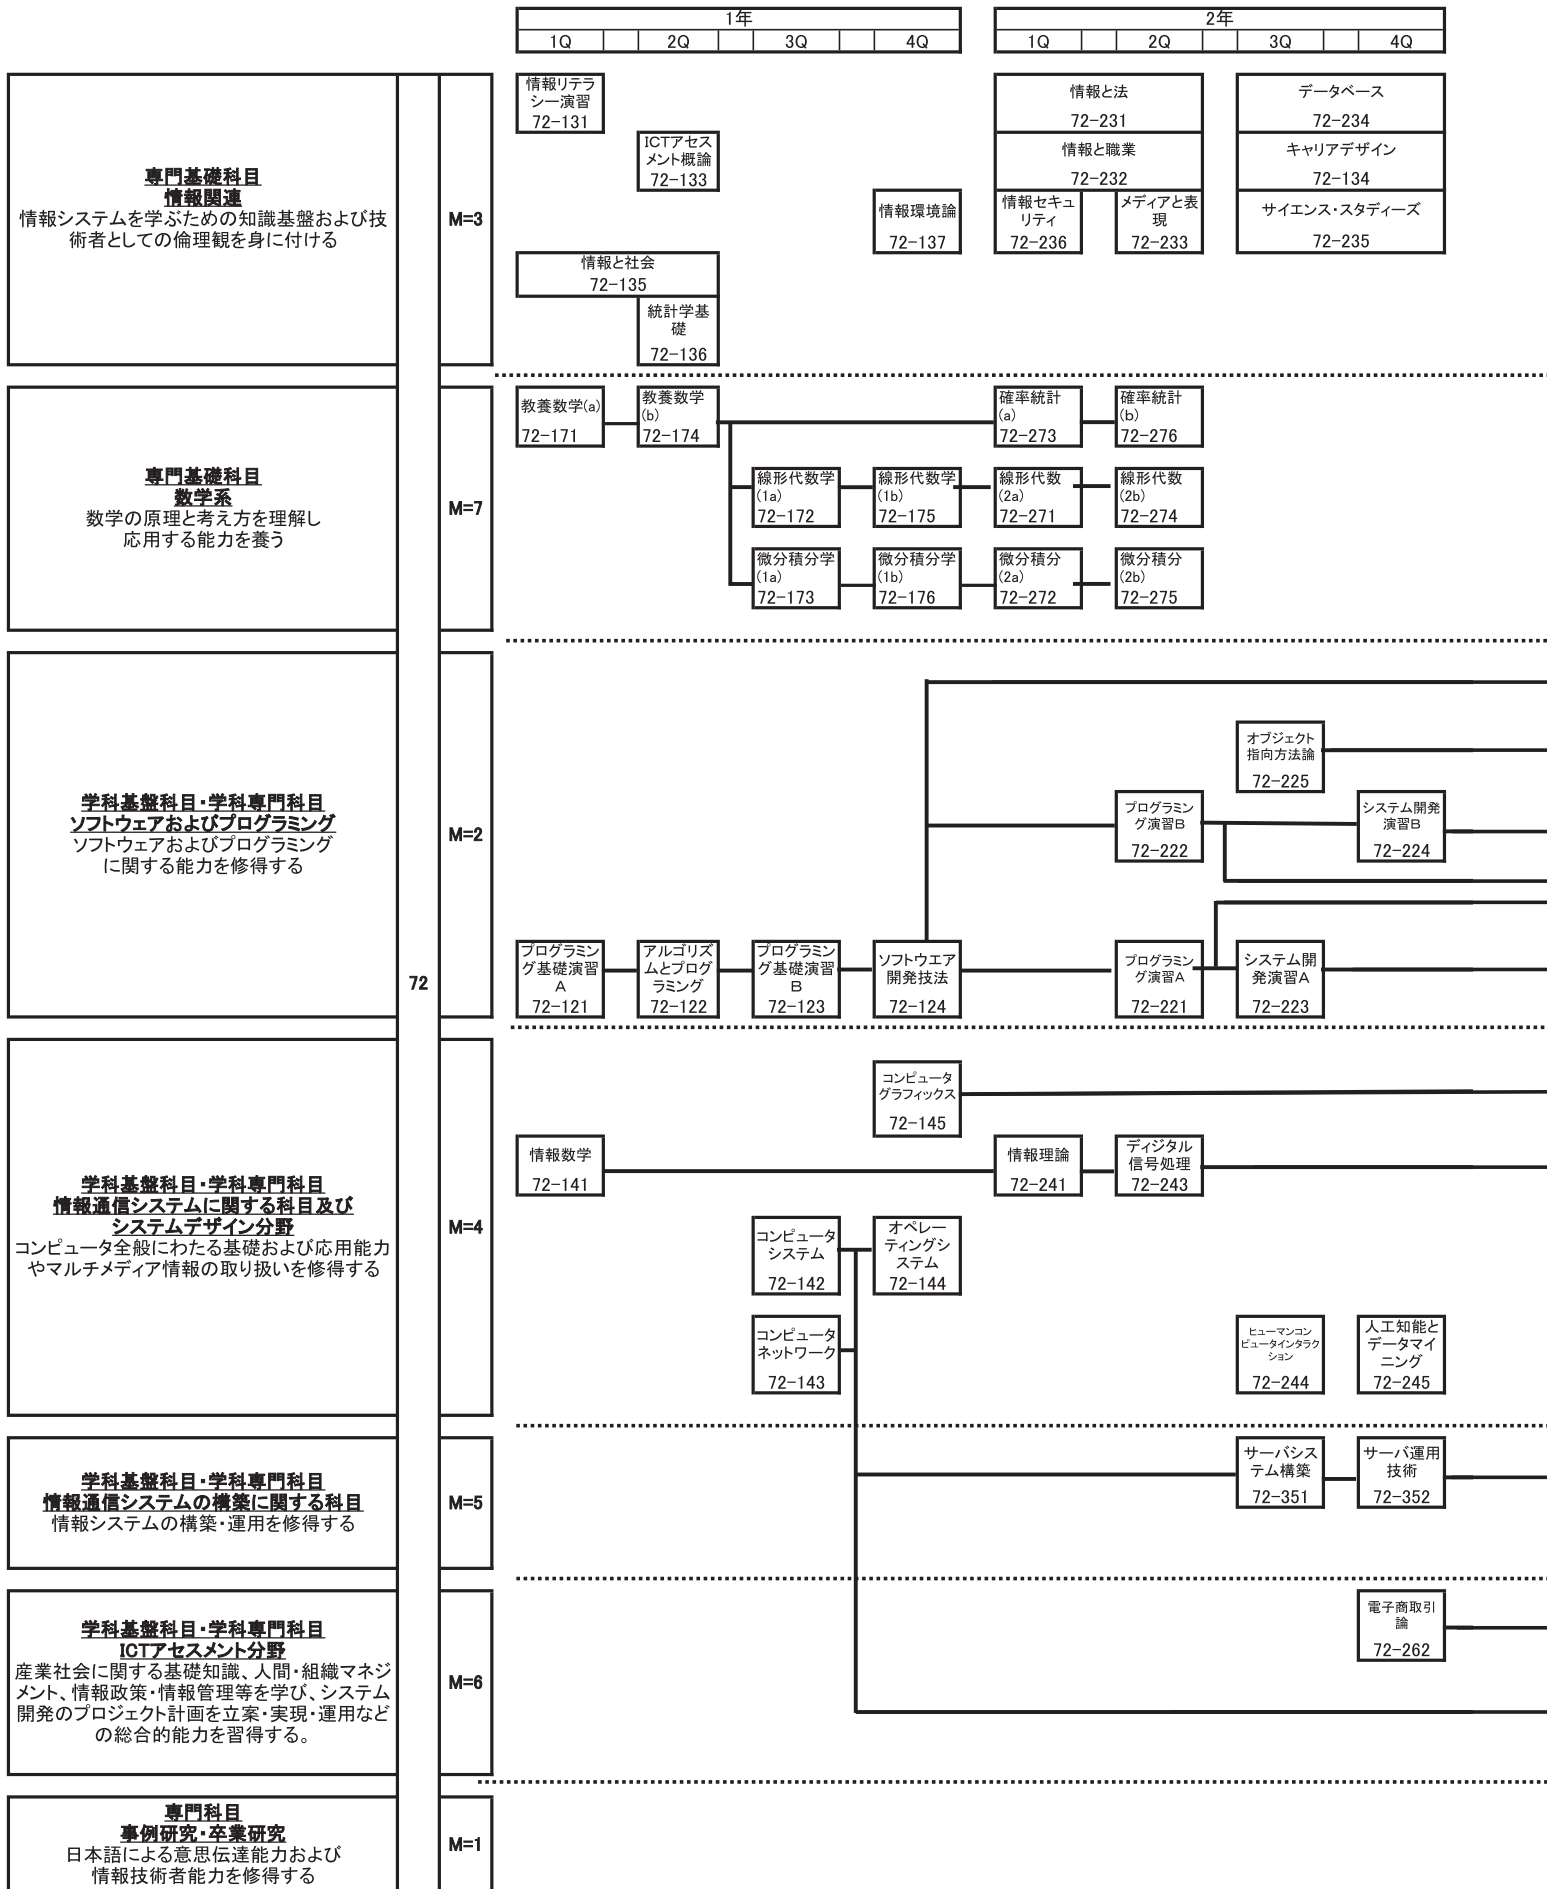 1年
2年
1Q
2Q
3Q
4Q
1Q
2Q
3Q
4Q
専門基礎科目
情報関連
情報システムを学ぶための知識基盤および技
術者としての倫理観を身に付ける
72
M=3
情報リテラ
シー演習
72-131
ICTアセス
メント概論
72-133
情報環境論
72-137
情報と社会
72-135
統計学基
礎
72-136
情報と法
72-231
情報と職業
72-232
情報セキュ
リティ
72-236
メディアと表
現
72-233
データベース
72-234
キャリアデザイン
72-134
サイエンス・スタディーズ
72-235
専門基礎科目
数学系
数学の原理と考え方を理解し
応用する能力を養う
M=7
教養数学(a)
72-171
教養数学
(b)
72-174
確率統計
(a)
72-273
確率統計
(b)
72-276
線形代数学
(1a)
72-172
線形代数学
(1b)
72-175
線形代数
(2a)
72-271
線形代数
(2b)
72-274
微分積分学
(1a)
72-173
微分積分学
(1b)
72-176
微分積分
(2a)
72-272
微分積分
(2b)
72-275
学科基盤科目・学科専門科目
ソフトウェアおよびプログラミング
ソフトウェアおよびプログラミング
に関する能力を修得する
M=2
オブジェクト
指向方法論
72-225
プログラミン
グ演習B
72-222
システム開発
演習B
72-224
プログラミン
グ基礎演習
A
72-121
アルゴリズ
ムとプログ
ラミング
72-122
プログラミン
グ基礎演習
B
72-123
ソフトウエア
開発技法
72-124
プログラミン
グ演習A
72-221
システム開
発演習A
72-223
学科基盤科目・学科専門科目
情報通信システムに関する科目及び
システムデザイン分野
コンピュータ全般にわたる基礎および応用能力
やマルチメディア情報の取り扱いを修得する
M=4
コンピュータ
グラフィックス
72-145
情報数学
72-141
情報理論
72-241
ディジタル
信号処理
72-243
コンピュータ
システム
72-142
オペレー
ティングシ
ステム
72-144
コンピュータ
ネットワーク
72-143
ヒューマンコン
ピュータインタラク
ション
72-244
人工知能と
データマイ
ニング
72-245
学科基盤科目・学科専門科目
情報通信システムの構築に関する科目
情報システムの構築・運用を修得する
M=5
サーバシス
テム構築
72-351
サーバ運用
技術
72-352
学科基盤科目・学科専門科目
ICTアセスメント分野
産業社会に関する基礎知識、人間・組織マネジ
メント、情報政策・情報管理等を学び、システム
開発のプロジェクト計画を立案・実現・運用など
の総合的能力を習得する。
M=6
電子商取引
論
72-262
専門科目
事例研究・卒業研究
日本語による意思伝達能力および
情報技術者能力を修得する
M=1